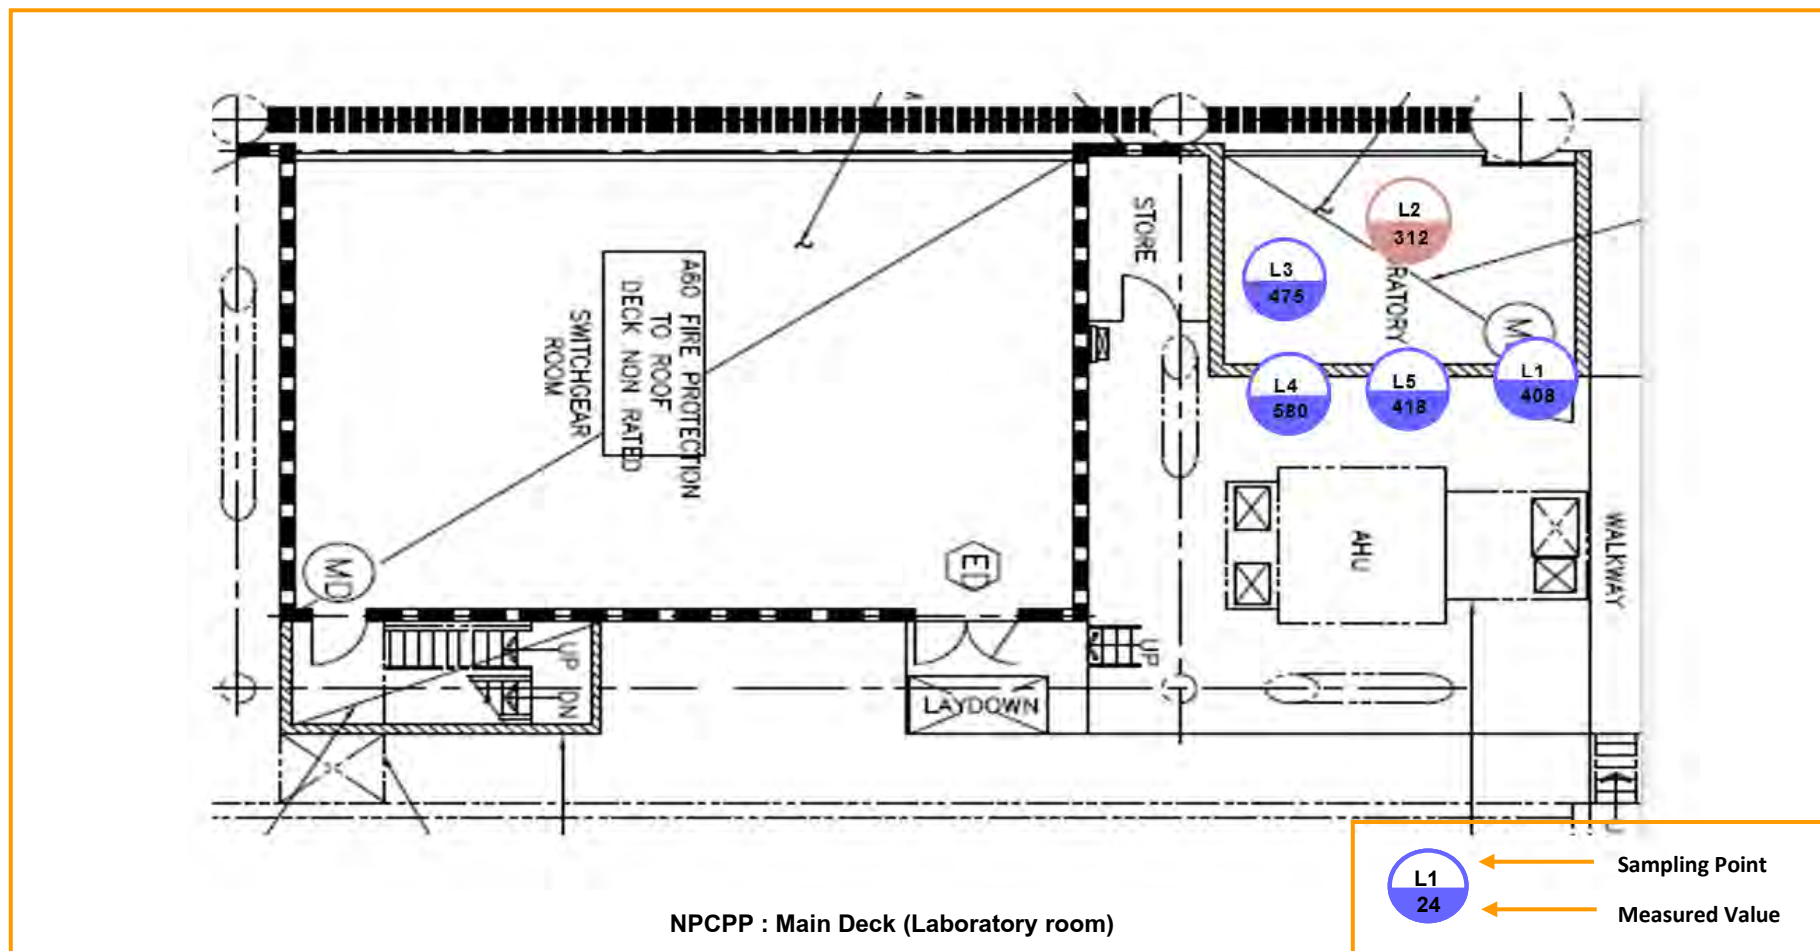 STORE
L2
312
L3
475
RATORY
M
L4
580
L5
418
L1
408
A60 FIRE PROTECTION
TO ROOF
DECK NON RATED
SWITCHGEAR
ROOM
MD
ED
AHU
WALKWAY
UP
DN
UP
LAYDOWN
L1
24
Sampling Point
Measured Value
NPCPP : Main Deck (Laboratory room)